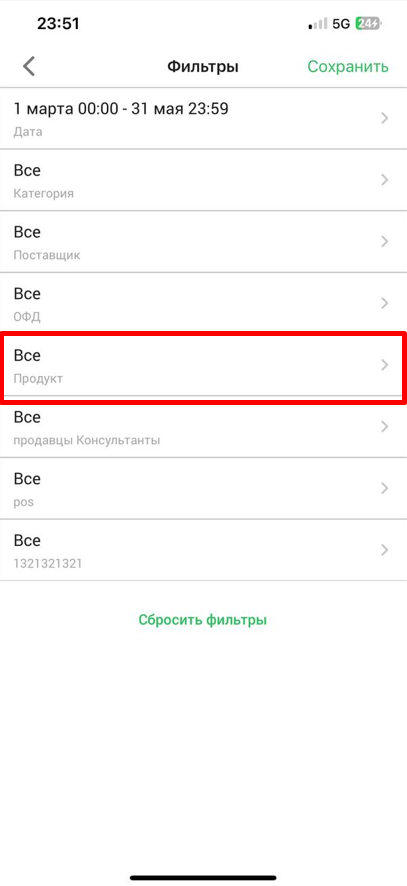 23:51
5G 24
Фильтры
Сохранить
1 марта 00:00 - 31 мая 23:59
Дата
Все
Категория
Все
Поставщик
Все
ОФД
Все
Продукт
Все
продавцы Консультанты
Все
pos
Все
1321321321
Сбросить фильтры